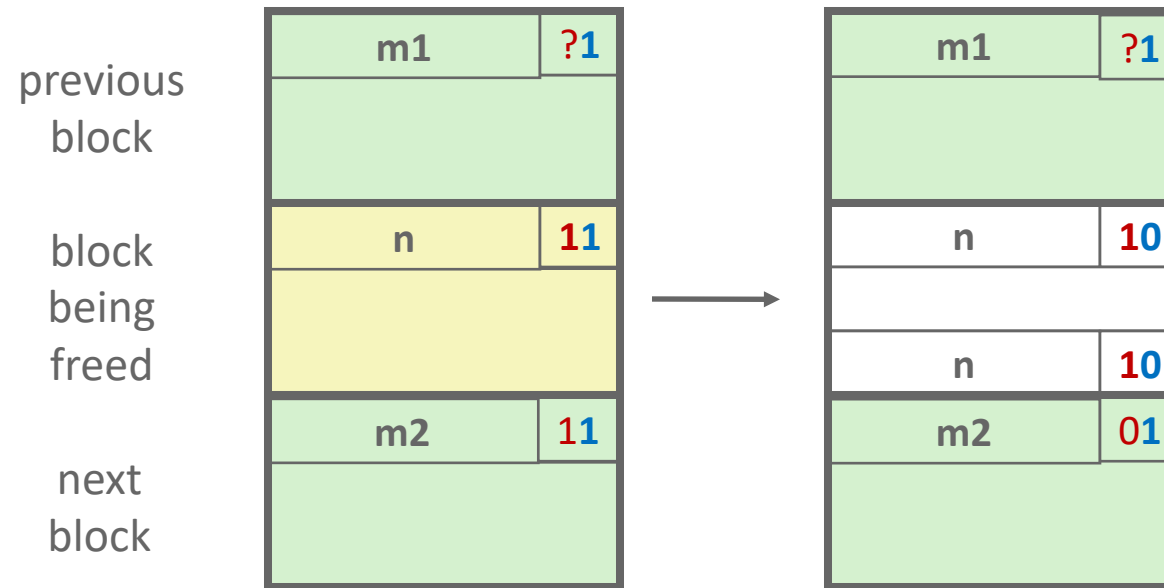 previous
block
block
being
freed
next
block
m1 ?1
n 11
m2 11
m1 ?1
n 10
n 10
m2 01